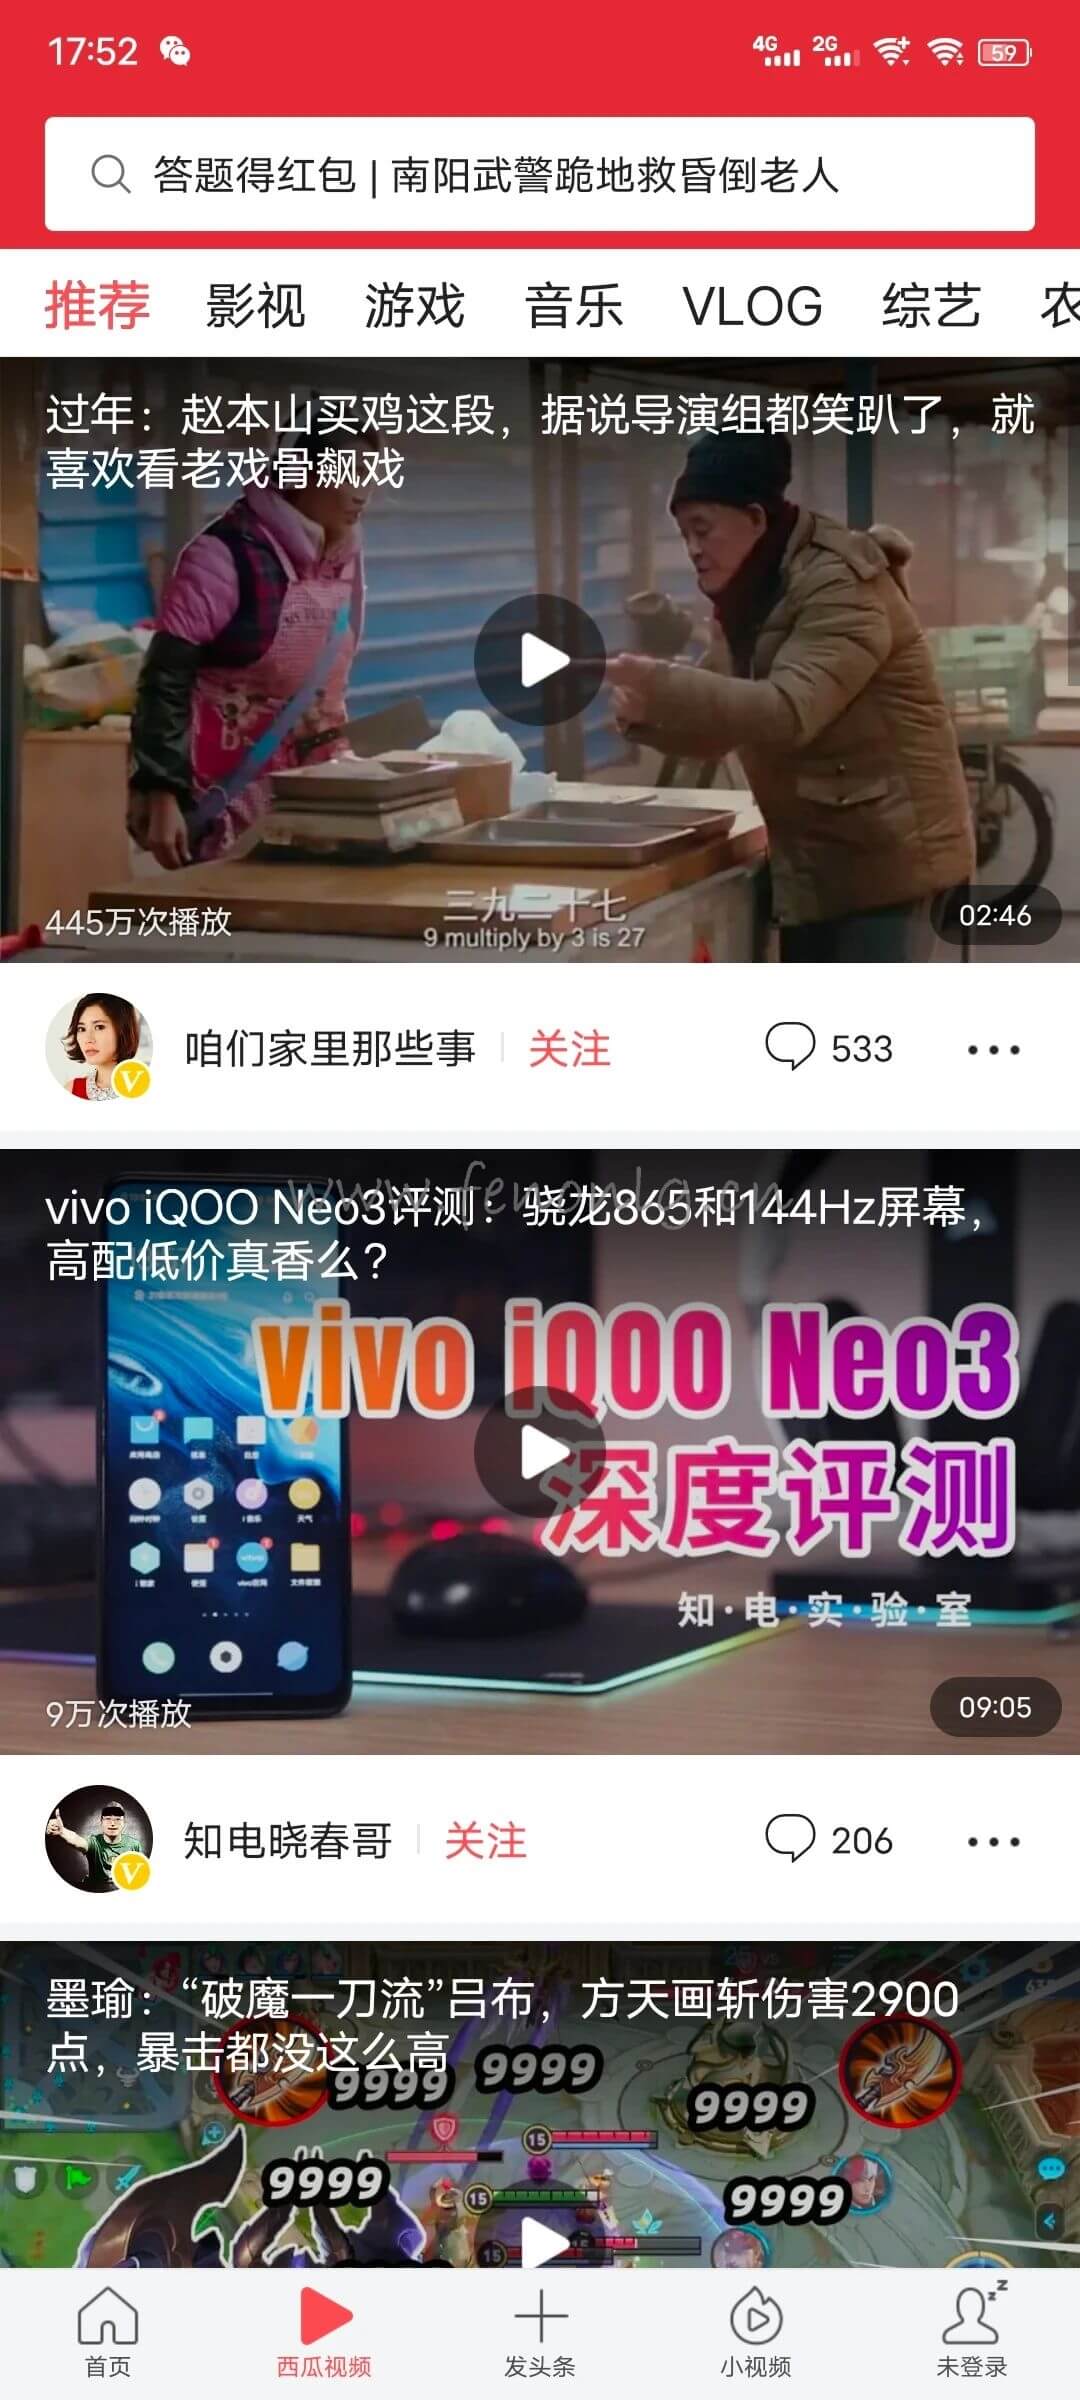 17:52
4G 2G 59
答题得红包 | 南阳武警跪地救昏倒老人
推荐 影视 游戏 音乐 VLOG 综艺 农
过年：赵本山买鸡这段，据说导演组都笑趴了，就
喜欢看老戏骨飙戏
三九二十七
9 multiply by 3 is 27
445万次播放 02:46
咱们家里那些事 关注 533
vivo iQOO Neo3评测：骁龙865和144Hz屏幕，
高配低价真香么？
vivo iQOO Neo3
深度评测
知·电·实·验·室
9万次播放 09:05
知电晓春哥 关注 206
墨瑜：“破魔一刀流”吕布，方天画斩伤害2900
点，暴击都没这么高
9999 9999 9999
9999 9999
15
15
15
首页 西瓜视频 发头条 小视频 未登录